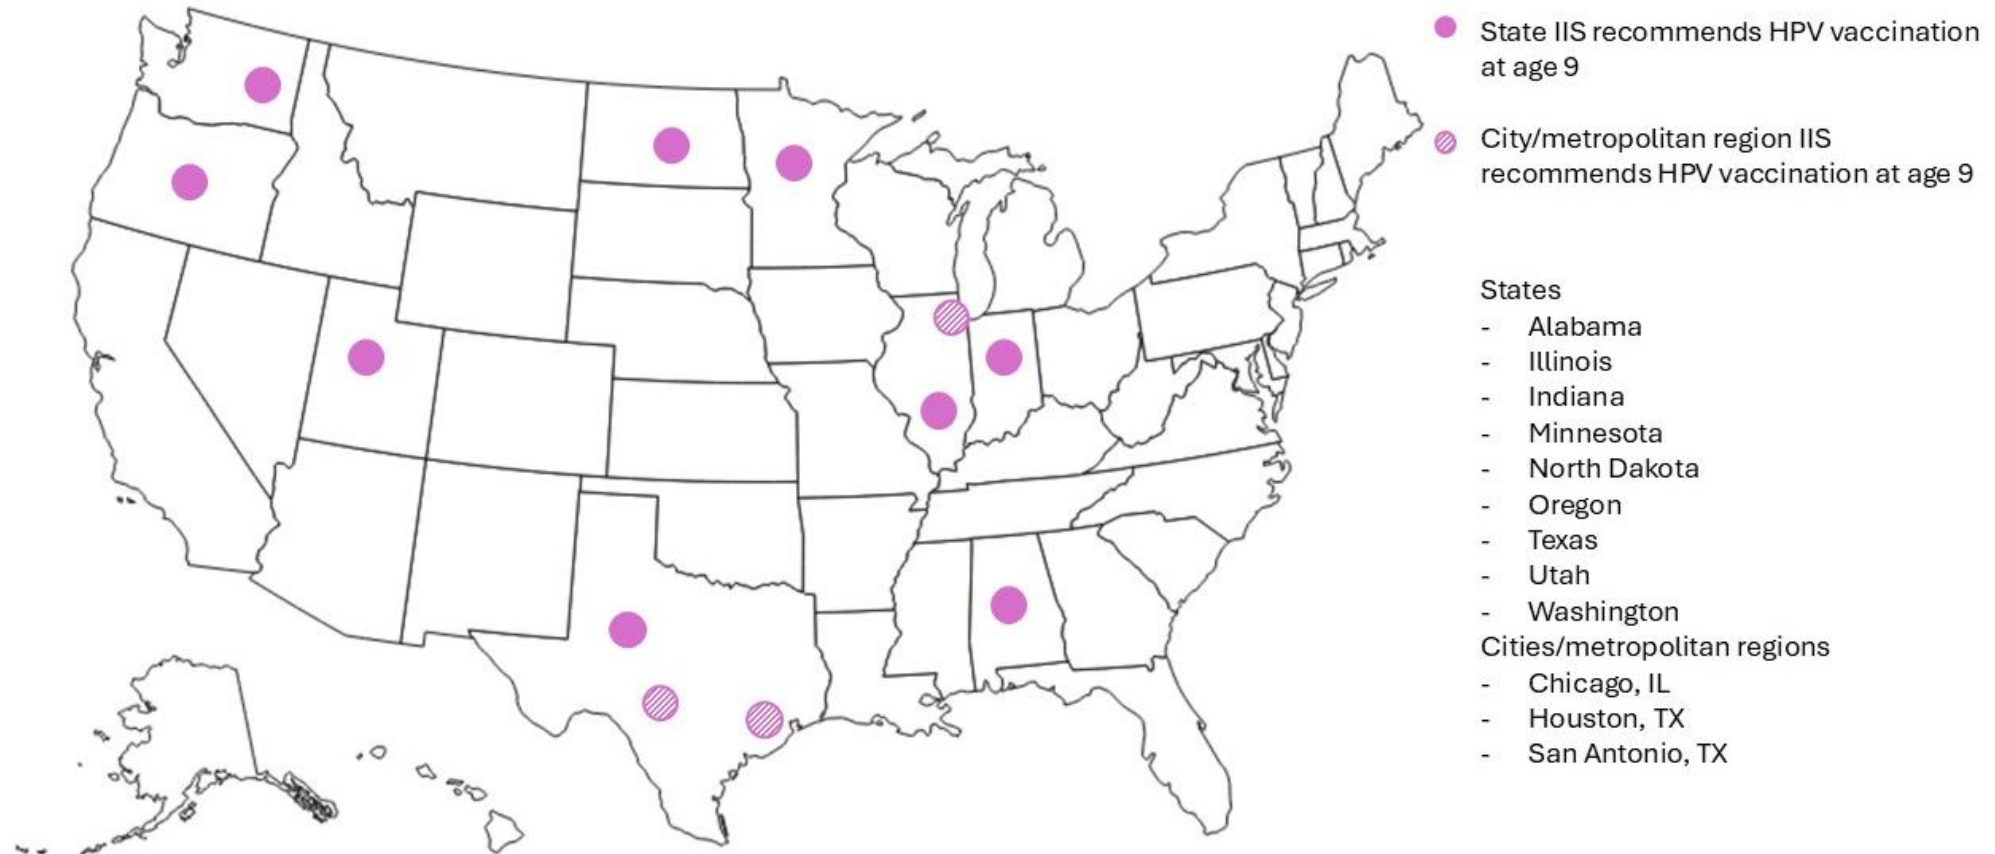 State IIS recommends HPV vaccination
at age 9
City/metropolitan region IIS
recommends HPV vaccination at age 9
States
- Alabama
- Illinois
- Indiana
- Minnesota
- North Dakota
- Oregon
- Texas
- Utah
- Washington
Cities/metropolitan regions
- Chicago, IL
- Houston, TX
- San Antonio, TX